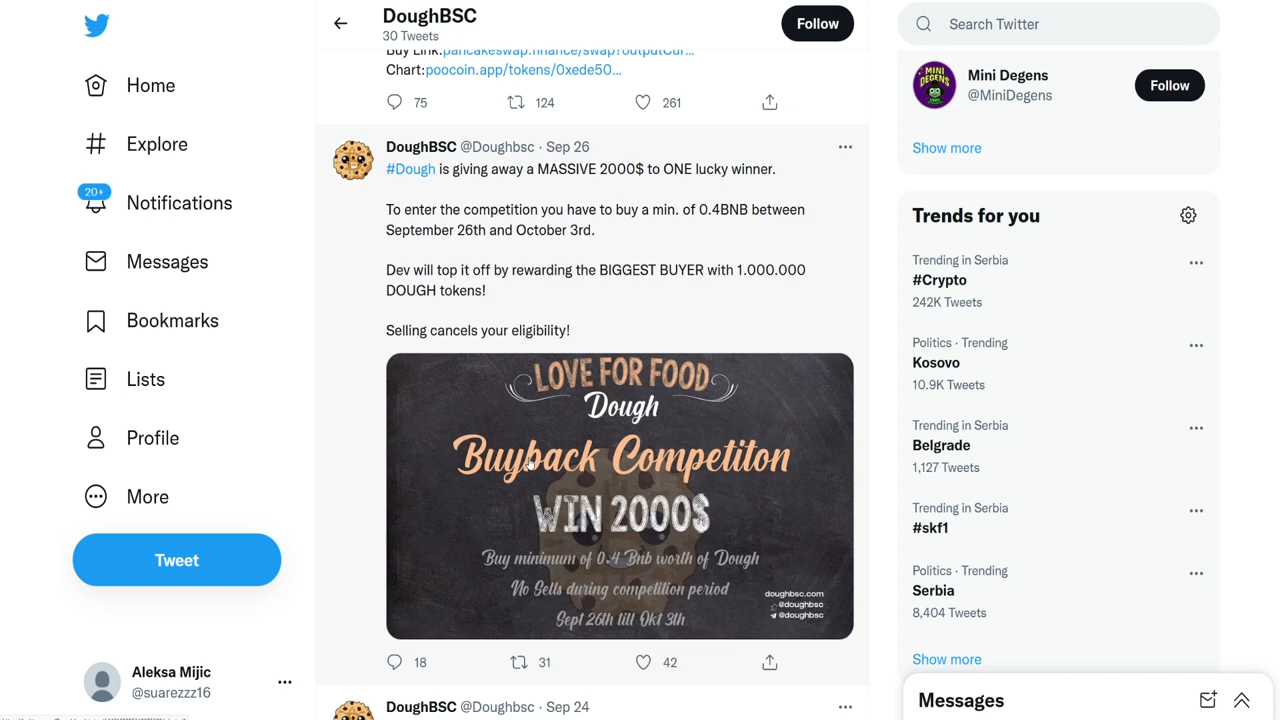 DoughBSC
30 Tweets
Follow
Search Twitter
Home
Explore
20+
Notifications
Messages
Bookmarks
Lists
Profile
More
Tweet
Aleksa Mijic
@suarezzz16
Buy Link:pancakeswap.finance/swap?outputCur...
Chart:poocoin.app/tokens/0xede50...
75
124
261
DoughBSC @Doughbsc · Sep 26
#Dough is giving away a MASSIVE 2000$ to ONE lucky winner.
To enter the competition you have to buy a min. of 0.4BNB between
September 26th and October 3rd.
Dev will top it off by rewarding the BIGGEST BUYER with 1.000.000
DOUGH tokens!
Selling cancels your eligibility!
LOVE FOR FOOD
Dough
Buyback Competiton
WIN 2000$
Buy minimum of 0.4 Bnb worth of Dough
No Sells during competition period
Sept 26th till Okt 3th
doughbsc.com
@doughbsc
@doughbsc
18
31
42
DoughBSC @Doughbsc · Sep 24
MINI DEGENS
Mini Degens
@MiniDegens
Follow
Show more
Trends for you
Trending in Serbia
#Crypto
242K Tweets
Politics · Trending
Kosovo
10.9K Tweets
Trending in Serbia
Belgrade
1,127 Tweets
Trending in Serbia
#skf1
Politics · Trending
Serbia
8,404 Tweets
Show more
Messages